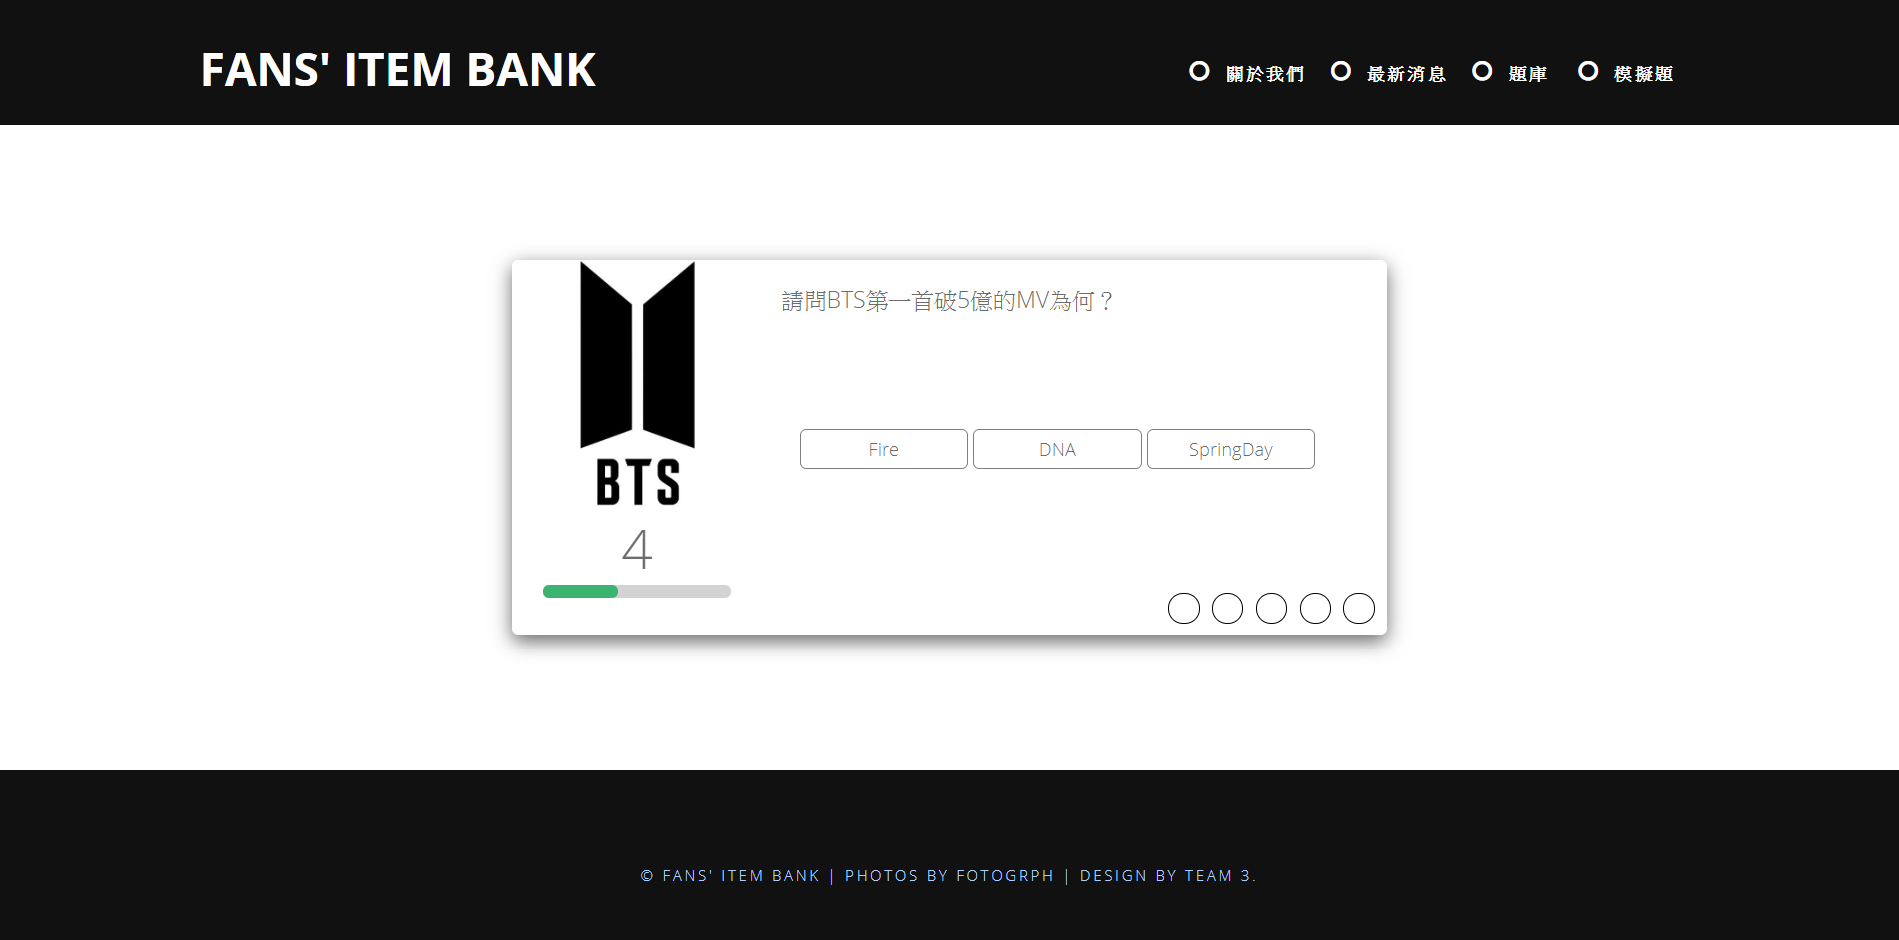 FANS' ITEM BANK
關於我們 最新消息 題庫 模擬題
請問BTS第一首破5億的MV為何？
BTS
Fire DNA SpringDay
4
© FANS' ITEM BANK | PHOTOS BY FOTOGRPH | DESIGN BY TEAM 3.